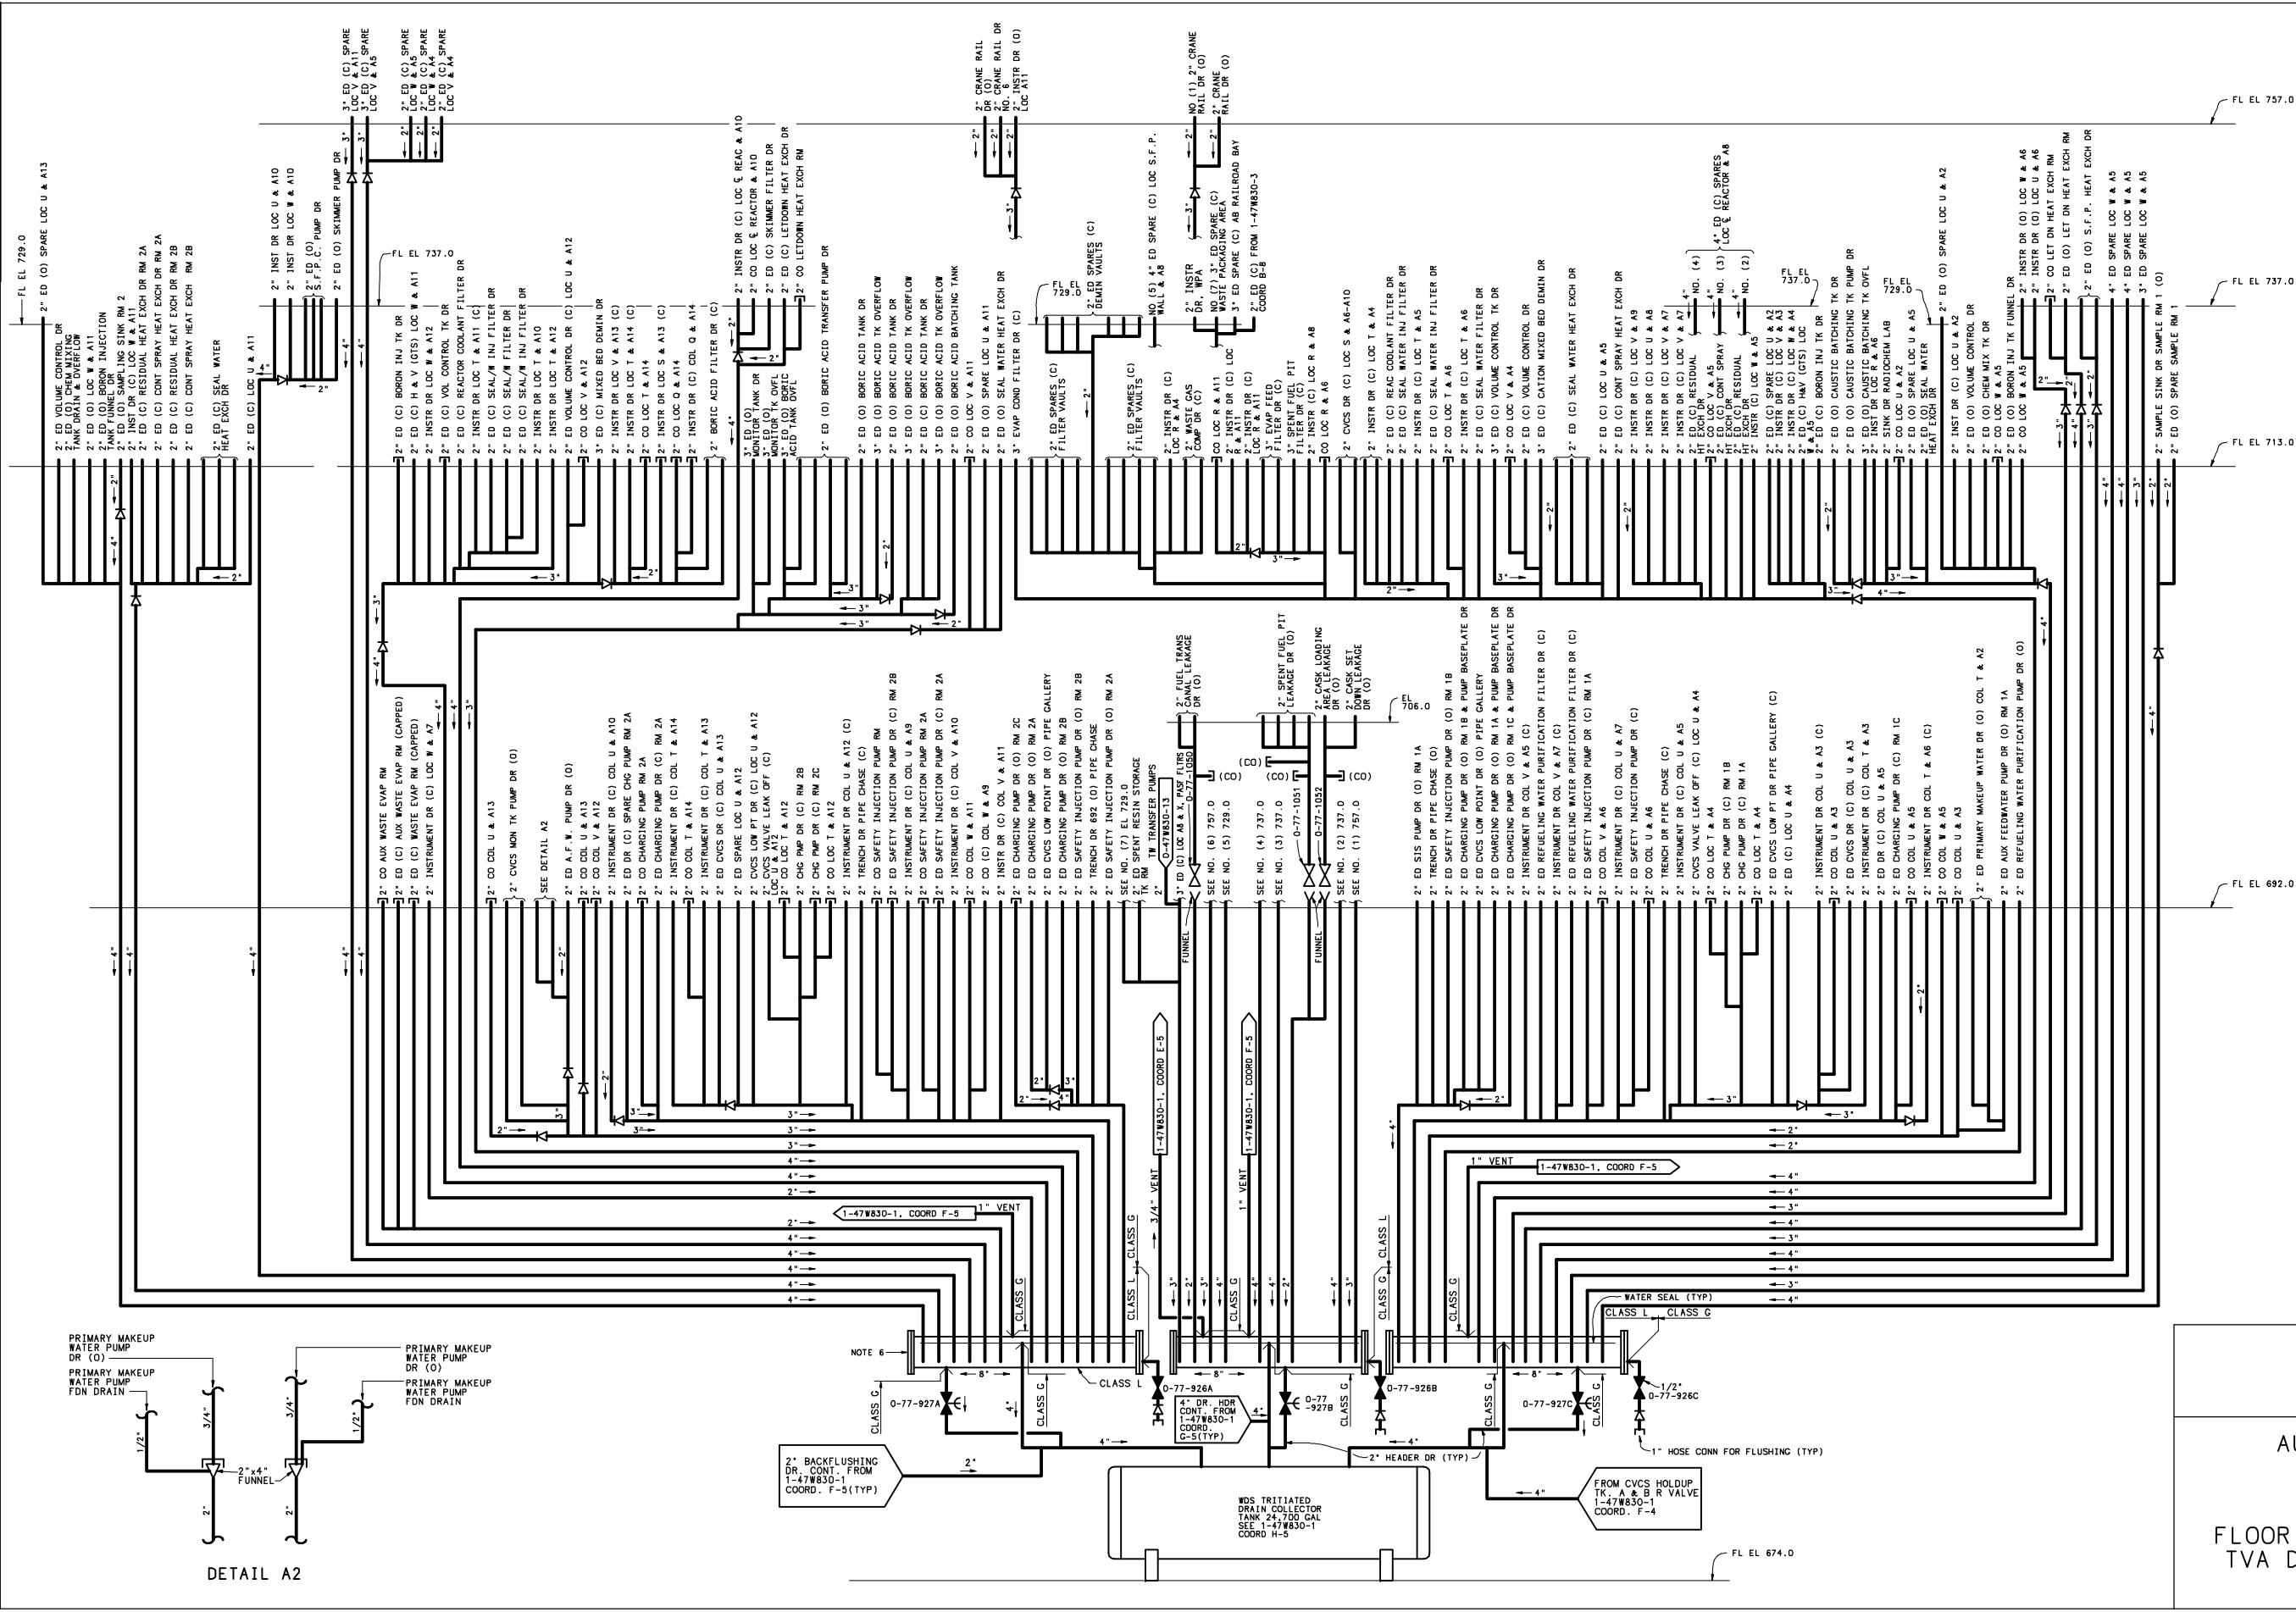 3" ED (C) SPARE
LOC V & A11
3" ED (C) SPARE
LOC V & A5
2" ED (C) SPARE
LOC W & A5
2" ED (C) SPARE
LOC W & A4
2" ED (C) SPARE
LOC V & A4
2" CRANE RAIL
DR (O)
2" CRANE RAIL DR
NO. 6
2" INSTR DR (O)
LOC A11
NO (1) 2" CRANE
RAIL DR (O)
2" CRANE
RAIL DR (O)
FL EL 757.0
FL EL 729.0
2" ED (O) SPARE LOC U & A13
2" ED VOLUME CONTROL DR
2" ED (O) CHEM MIXING
TANK DRAIN & OVERFLOW
2" ED (O) LOC W & A11
2" ED (O) BORON INJECTION
TANK FUNNEL DR
2" ED (O) SAMPLING SINK RM 2
2" INST DR (C) LOC W & A11
2" ED (C) RESIDUAL HEAT EXCH DR RM 2A
2" ED (C) CONT SPRAY HEAT EXCH DR RM 2A
2" ED (C) RESIDUAL HEAT EXCH DR RM 2B
2" ED (C) CONT SPRAY HEAT EXCH RM 2B
2" ED (C) SEAL WATER
HEAT EXCH DR
2" ED (C) LOC U & A11
2" INST DR LOC U & A10
2" INST DR LOC W & A10
2" ED (O)
S.F.P.C. PUMP DR
2" ED (O) SKIMMER PUMP DR
FL EL 737.0
2" ED (C) BORON INJ TK DR
2" ED (C) H & V (GTS) LOC W & A11
2" INSTR DR LOC W & A12
2" ED (C) VOL CONTROL TK DR
2" ED (C) REACTOR COOLANT FILTER DR
2" INSTR DR LOC T & A11 (C)
2" ED (C) SEAL/W INJ FILTER DR
2" ED (C) SEAL/W FILTER DR
2" ED (C) SEAL/W INJ FILTER DR
2" INSTR DR LOC T & A10
2" INSTR DR LOC T & A12
2" ED VOLUME CONTROL DR (C) LOC U & A12
2" CO LOC V & A12
3" ED (C) MIXED BED DEMIN DR
2" INSTR DR LOC V & A13 (C)
2" INSTR DR LOC T & A14 (C)
2" CO LOC T & A14
2" INSTR DR LOC S & A13 (C)
2" CO LOC Q & A14
2" INSTR DR (C) COL Q & A14
2" BORIC ACID FILTER DR (C)
2" INSTR DR (C) LOC ℄ REAC & A10
2" CO LOC ℄ REACTOR & A10
2" ED (C) SKIMMER FILTER DR
2" ED (C) LETDOWN HEAT EXCH DR
2" CO LETDOWN HEAT EXCH RM
3" ED (O)
MONITOR TANK DR
3" ED (O)
MONITOR TK OVFL
3" ED (O) BORIC
ACID TANK OVFL
2" ED (O) BORIC ACID TRANSFER PUMP DR
2" ED (O) BORIC ACID TANK DR
3" ED (O) BORIC ACID TK OVERFLOW
2" ED (O) BORIC ACID TANK DR
3" ED (O) BORIC ACID TK OVERFLOW
2" ED (O) BORIC ACID TANK DR
3" ED (O) BORIC ACID TK OVERFLOW
2" ED (O) BORIC ACID BATCHING TANK
2" CO LOC V & A11
2" ED (O) SPARE LOC U & A11
2" ED (O) SEAL WATER HEAT EXCH DR
3" EVAP COND FILTER DR (C)
FL EL
729.0
2" ED SPARES (C)
DEMIN VAULTS
2" ED SPARES (C)
FILTER VAULTS
2" ED SPARES (C)
FILTER VAULTS
NO (5) 4" ED SPARE (C) LOC S.F.P.
WALL & A8
2" INSTR
DR, WPA
NO (7) 3" ED SPARE (C)
WASTE PACKAGING AREA
3" ED SPARE (C) AB RAILROAD BAY
2" ED (C) FROM 1-47W830-3
COORD B-8
2" INSTR DR (C)
LOC R & A4
2" WASTE GAS
COMP DR (C)
CO LOC R & A11
2" INSTR DR (C) LOC
R & A11
2" INSTR DR (C)
LOC R & A11
3" EVAP FEED
FILTER DR (C)
3" SPENT FUEL PIT
FILTER DR (C)
2" INSTR (C) LOC R & A8
CO LOC R & A6
2" CVCS DR (C) LOC S & A6-A10
2" INSTR DR (C) LOC T & A4
2" ED (C) REAC COOLANT FILTER DR
2" ED (C) SEAL WATER INJ FILTER DR
2" INSTR DR (C) LOC T & A5
2" ED (C) SEAL WATER INJ FILTER DR
2" CO LOC T & A6
2" INSTR DR (C) LOC T & A6
2" ED (C) SEAL WATER FILTER DR
3" ED (C) VOLUME CONTROL TK DR
2" CO LOC V & A4
2" ED (C) VOLUME CONTROL DR
3" ED (C) CATION MIXED BED DEMIN DR
2" ED (C) SEAL WATER HEAT EXCH DR
2" ED (C) LOC U & A5
2" ED (C) CONT SPRAY HEAT EXCH DR
2" INSTR DR (C) LOC V & A9
2" INSTR DR (C) LOC U & A8
2" INSTR DR (C) LOC V & A7
2" INSTR DR (C) LOC V & A7
NO. (4)
NO. (3)
NO. (2)
4" ED (C) SPARES
LOC ℄ REACTOR & A8
2" ED (C) RESIDUAL
HT EXCH DR
2" CO LOC V & A5
2" ED (C) CONT SPRAY
HT EXCH DR
2" ED (C) RESIDUAL
HT EXCH DR
2" INSTR (C) LOC W & A5
2" ED (C) SPARE LOC V & A2
2" INSTR DR (C) LOC V & A3
2" INSTR DR (C) LOC W & A4
2" ED (C) H&V (GTS) LOC
W & A5
2" ED (C) BORON INJ TK DR
2" ED (O) CAUSTIC BATCHING TK DR
2" ED (O) CAUSTIC BATCHING TK PUMP DR
3" ED (O) CAUSTIC BATCHING TK OVFL
2" INSTR DR LOC R & A6
SINK DR RADIOCHEM LAB
2" CO LOC U & A2
2" ED (O) SPARE LOC U & A5
2" ED (O) SEAL WATER
HEAT EXCH DR
FL EL
737.0
FL EL
729.0
2" ED (O) SPARE LOC U & A2
2" INSTR DR (C) LOC U & A2
2" ED (O) VOLUME CONTROL DR
2" ED (O) CHEM MIX TK DR
2" CO LOC W & A5
2" ED (O) BORON INJ TK FUNNEL DR
2" CO LOC W & A5
2" INSTR DR (O) LOC W & A6
2" INSTR DR (O) LOC U & A6
2" CO LET DN HEAT EXCH RM
2" ED (O) LET DN HEAT EXCH RM
2" ED (O) S.F.P. HEAT EXCH DR
4" ED SPARE LOC W & A5
4" ED SPARE LOC W & A5
3" ED SPARE LOC W & A5
2" SAMPLE SINK DR SAMPLE RM 1 (O)
2" ED (O) SPARE SAMPLE RM 1
FL EL 737.0
FL EL 713.0
2" CO AUX WASTE EVAP RM
2" ED (C) AUX WASTE EVAP RM (CAPPED)
2" ED (C) WASTE EVAP RM (CAPPED)
2" INSTRUMENT DR (C) LOC W & A7
2" CO COL U & A13
2" CVCS MON TK PUMP DR (O)
SEE DETAIL A2
2" ED A.F.W. PUMP DR (O)
2" CO LOC U & A13
2" CO COL V & A12
2" INSTRUMENT DR (C) COL U & A10
2" ED DR (C) SPARE CHG PUMP RM 2A
2" CO CHARGING PUMP RM 2A
2" ED CHARGING PUMP DR (C) RM 2A
2" INSTRUMENT DR (C) COL T & A14
2" CO COL T & A14
2" INSTRUMENT DR (C) COL T & A13
2" ED CVCS DR (C) COL U & A13
2" ED SPARE LOC U & A12
2" CVCS LOW PT DR (C) LOC U & A12
2" CVCS VALVE LEAK OFF (C)
LOC U & A12
2" CO LOC T & A12
2" CHG PMP DR (C) RM 2B
2" CHG PMP DR (C) RM 2C
2" CO LOC T & A12
2" INSTRUMENT DR COL U & A12 (C)
2" TRENCH DR PIPE CHASE (C)
2" CO SAFETY INJECTION PUMP RM
2" ED SAFETY INJECTION PUMP DR (C) RM 2B
2" INSTRUMENT DR (C) COL U & A9
2" CO SAFETY INJECTION PUMP RM 2A
2" ED SAFETY INJECTION PUMP DR (C) RM 2A
2" INSTRUMENT DR (C) COL V & A10
2" CO COL W & A11
2" CO (C) COL W & A9
2" INSTR DR (C) COL V & A11
2" ED CHARGING PUMP DR (O) RM 2C
2" ED CHARGING PUMP DR (O) RM 2A
2" ED CVCS LOW POINT DR (O) PIPE GALLERY
2" ED CHARGING PUMP DR (O) RM 2B
2" ED SAFETY INJECTION PUMP DR (O) RM 2B
2" TRENCH DR 692 (O) PIPE CHASE
2" ED SAFETY INJECTION PUMP DR (O) RM 2A
SEE NO. (7) EL 729.0
2" ED SPENT RESIN STORAGE
TK RM
2" TW TRANSFER PUMPS
0-47W830-13
3" ED (C) LOC A8 & X, PASF FLTRS
2" FUEL TRANS
CANAL LEAKAGE
DR (O)
0-77-1050
(CO)
SEE NO. (6) 757.0
SEE NO. (5) 729.0
SEE NO. (4) 737.0
SEE NO. (3) 737.0
2" SPENT FUEL PIT
LEAKAGE DR (O)
2" CASK LOADING
AREA LEAKAGE
DR (O)
2" CASK SET
DOWN LEAKAGE
DR (O)
EL
706.0
(CO)
(CO)
(CO)
0-77-1051
0-77-1052
SEE NO. (2) 737.0
SEE NO. (1) 757.0
FUNNEL
FUNNEL
2" ED SIS PUMP DR (O) RM 1A
2" TRENCH DR PIPE CHASE (O)
2" ED SAFETY INJECTION PUMP DR (O) RM 1B
2" ED CHARGING PUMP DR (O) RM 1B & PUMP BASEPLATE DR
2" ED CVCS LOW POINT DR (O) PIPE GALLERY
2" ED CHARGING PUMP DR (O) RM 1A & PUMP BASEPLATE DR
2" ED CHARGING PUMP DR (O) RM 1C & PUMP BASEPLATE DR
2" INSTRUMENT DR COL V & A5 (C)
2" ED REFUELING WATER PURIFICATION FILTER DR (C)
2" INSTRUMENT DR COL V & A7 (C)
2" ED REFUELING WATER PURIFICATION FILTER DR (C)
2" ED SAFETY INJECTION PUMP DR (C) RM 1A
2" CO COL V & A6
2" INSTRUMENT DR (C) COL U & A7
2" ED SAFETY INJECTION PUMP DR (C)
2" CO COL U & A6
2" TRENCH DR PIPE CHASE (C)
2" INSTRUMENT DR (C) COL U & A5
2" CVCS VALVE LEAK OFF (C) LOC U & A4
2" CO LOC T & A4
2" CHG PUMP DR (C) RM 1B
2" CHG PUMP DR (C) RM 1A
2" CO LOC T & A4
2" ED CVCS LOW PT DR PIPE GALLERY (C)
2" ED (C) LOC U & A4
2" INSTRUMENT DR COL U & A3 (C)
2" CO COL U & A3
2" ED CVCS DR (C) COL U & A3
2" INSTRUMENT DR (C) COL T & A3
2" ED DR (C) COL U & A5
2" ED CHARGING PUMP DR (C) RM 1C
2" CO COL U & A5
2" INSTRUMENT DR COL T & A6 (C)
2" CO COL W & A5
2" CO COL U & A3
2" ED PRIMARY MAKEUP WATER DR (O) COL T & A2
2" ED AUX FEEDWATER PUMP DR (O) RM 1A
2" ED REFUELING WATER PURIFICATION PUMP DR (O)
FL EL 692.0
1-47W830-1, COORD E-5
1-47W830-1, COORD F-5
3/4" VENT
1" VENT
1-47W830-1, COORD F-5
1" VENT
1" VENT
1-47W830-1, COORD F-5
CLASS G
CLASS L
CLASS G
CLASS G
CLASS L
CLASS G
CLASS G
WATER SEAL (TYP)
CLASS L
CLASS G
NOTE 6
8"
8"
8"
CLASS L
CLASS G
CLASS G
CLASS G
CLASS G
0-77-927A
0-77-926A
0-77
-927B
0-77-926B
0-77-927C
1/2"
0-77-926C
4" DR. HDR
CONT. FROM
1-47W830-1
COORD.
G-5(TYP)
2" HEADER DR (TYP)
1" HOSE CONN FOR FLUSHING (TYP)
2" BACKFLUSHING
DR. CONT. FROM
1-47W830-1
COORD. F-5(TYP)
FROM CVCS HOLDUP
TK. A & B R VALVE
1-47W830-1
COORD. F-4
WDS TRITIATED
DRAIN COLLECTOR
TANK 24,700 GAL
SEE 1-47W830-1
COORD H-5
FL EL 674.0
PRIMARY MAKEUP
WATER PUMP
DR (O)
PRIMARY MAKEUP
WATER PUMP
FDN DRAIN
PRIMARY MAKEUP
WATER PUMP
DR (O)
PRIMARY MAKEUP
WATER PUMP
FDN DRAIN
1/2"
3/4"
3/4"
1/2"
2"x4"
FUNNEL
2"
2"
DETAIL A2
AU
FLOOR
TVA D